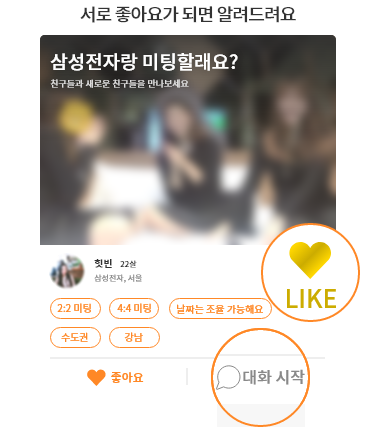 서로 좋아요가 되면 알려드려요
삼성전자랑 미팅할래요?
친구들과 새로운 친구들을 만나보세요
헛빈 22살
삼성전자, 서울
LIKE
2:2 미팅 4:4 미팅 날짜는 조율 가능해요
수도권 강남
좋아요 대화 시작